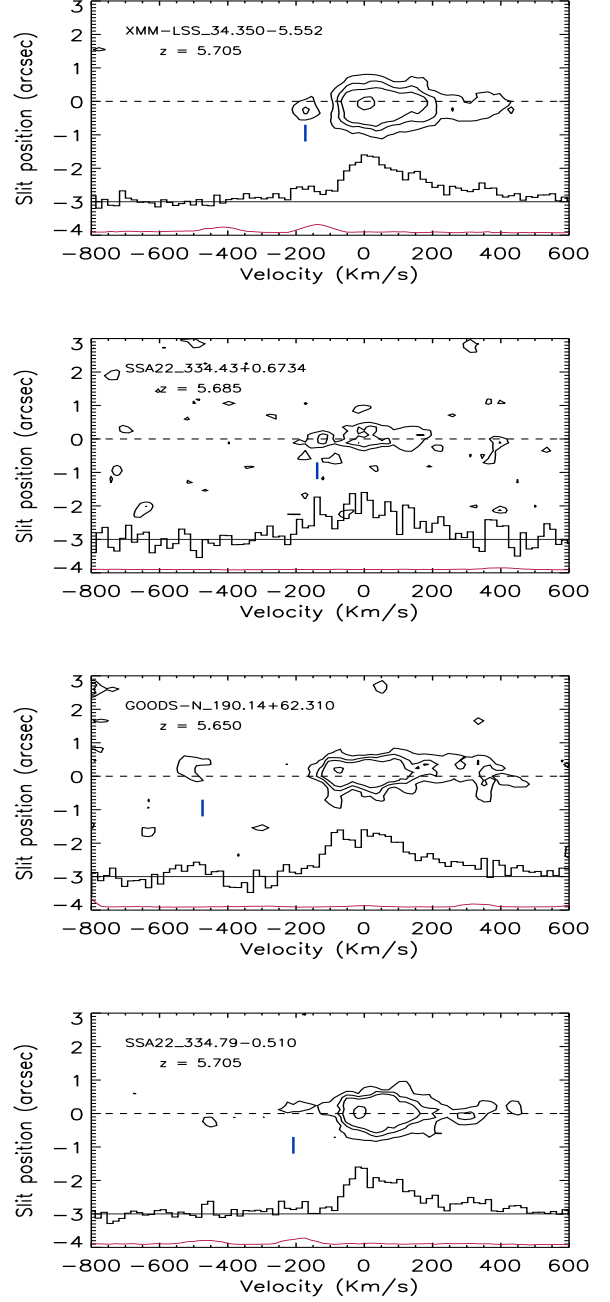 XMM-LSS_34.350-5.552
z = 5.705
3
2
1
0
-1
-2
-3
-4
Slit position (arcsec)
-800 -600 -400 -200 0 200 400 600
Velocity (Km/s)
SSA22_334.43+0.6734
z = 5.685
3
2
1
0
-1
-2
-3
-4
Slit position (arcsec)
-800 -600 -400 -200 0 200 400 600
Velocity (Km/s)
GOODS-N_190.14+62.310
z = 5.650
3
2
1
0
-1
-2
-3
-4
Slit position (arcsec)
-800 -600 -400 -200 0 200 400 600
Velocity (Km/s)
SSA22_334.79-0.510
z = 5.705
3
2
1
0
-1
-2
-3
-4
Slit position (arcsec)
-800 -600 -400 -200 0 200 400 600
Velocity (Km/s)